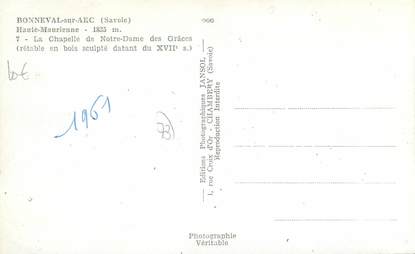 BONNEVAL-sur-ARC (Savoie)
Haute-Maurienne - 1835 m.
7 - La Chapelle de Notre-Dame des Grâces
(rétable en bois sculpté datant du XVIIe s.)
1961
— Editions Photographiques JANSOL —
1, rue Croix d'Or - CHAMBERY (Savoie)
Reproduction Interdite
Photographie
Véritable